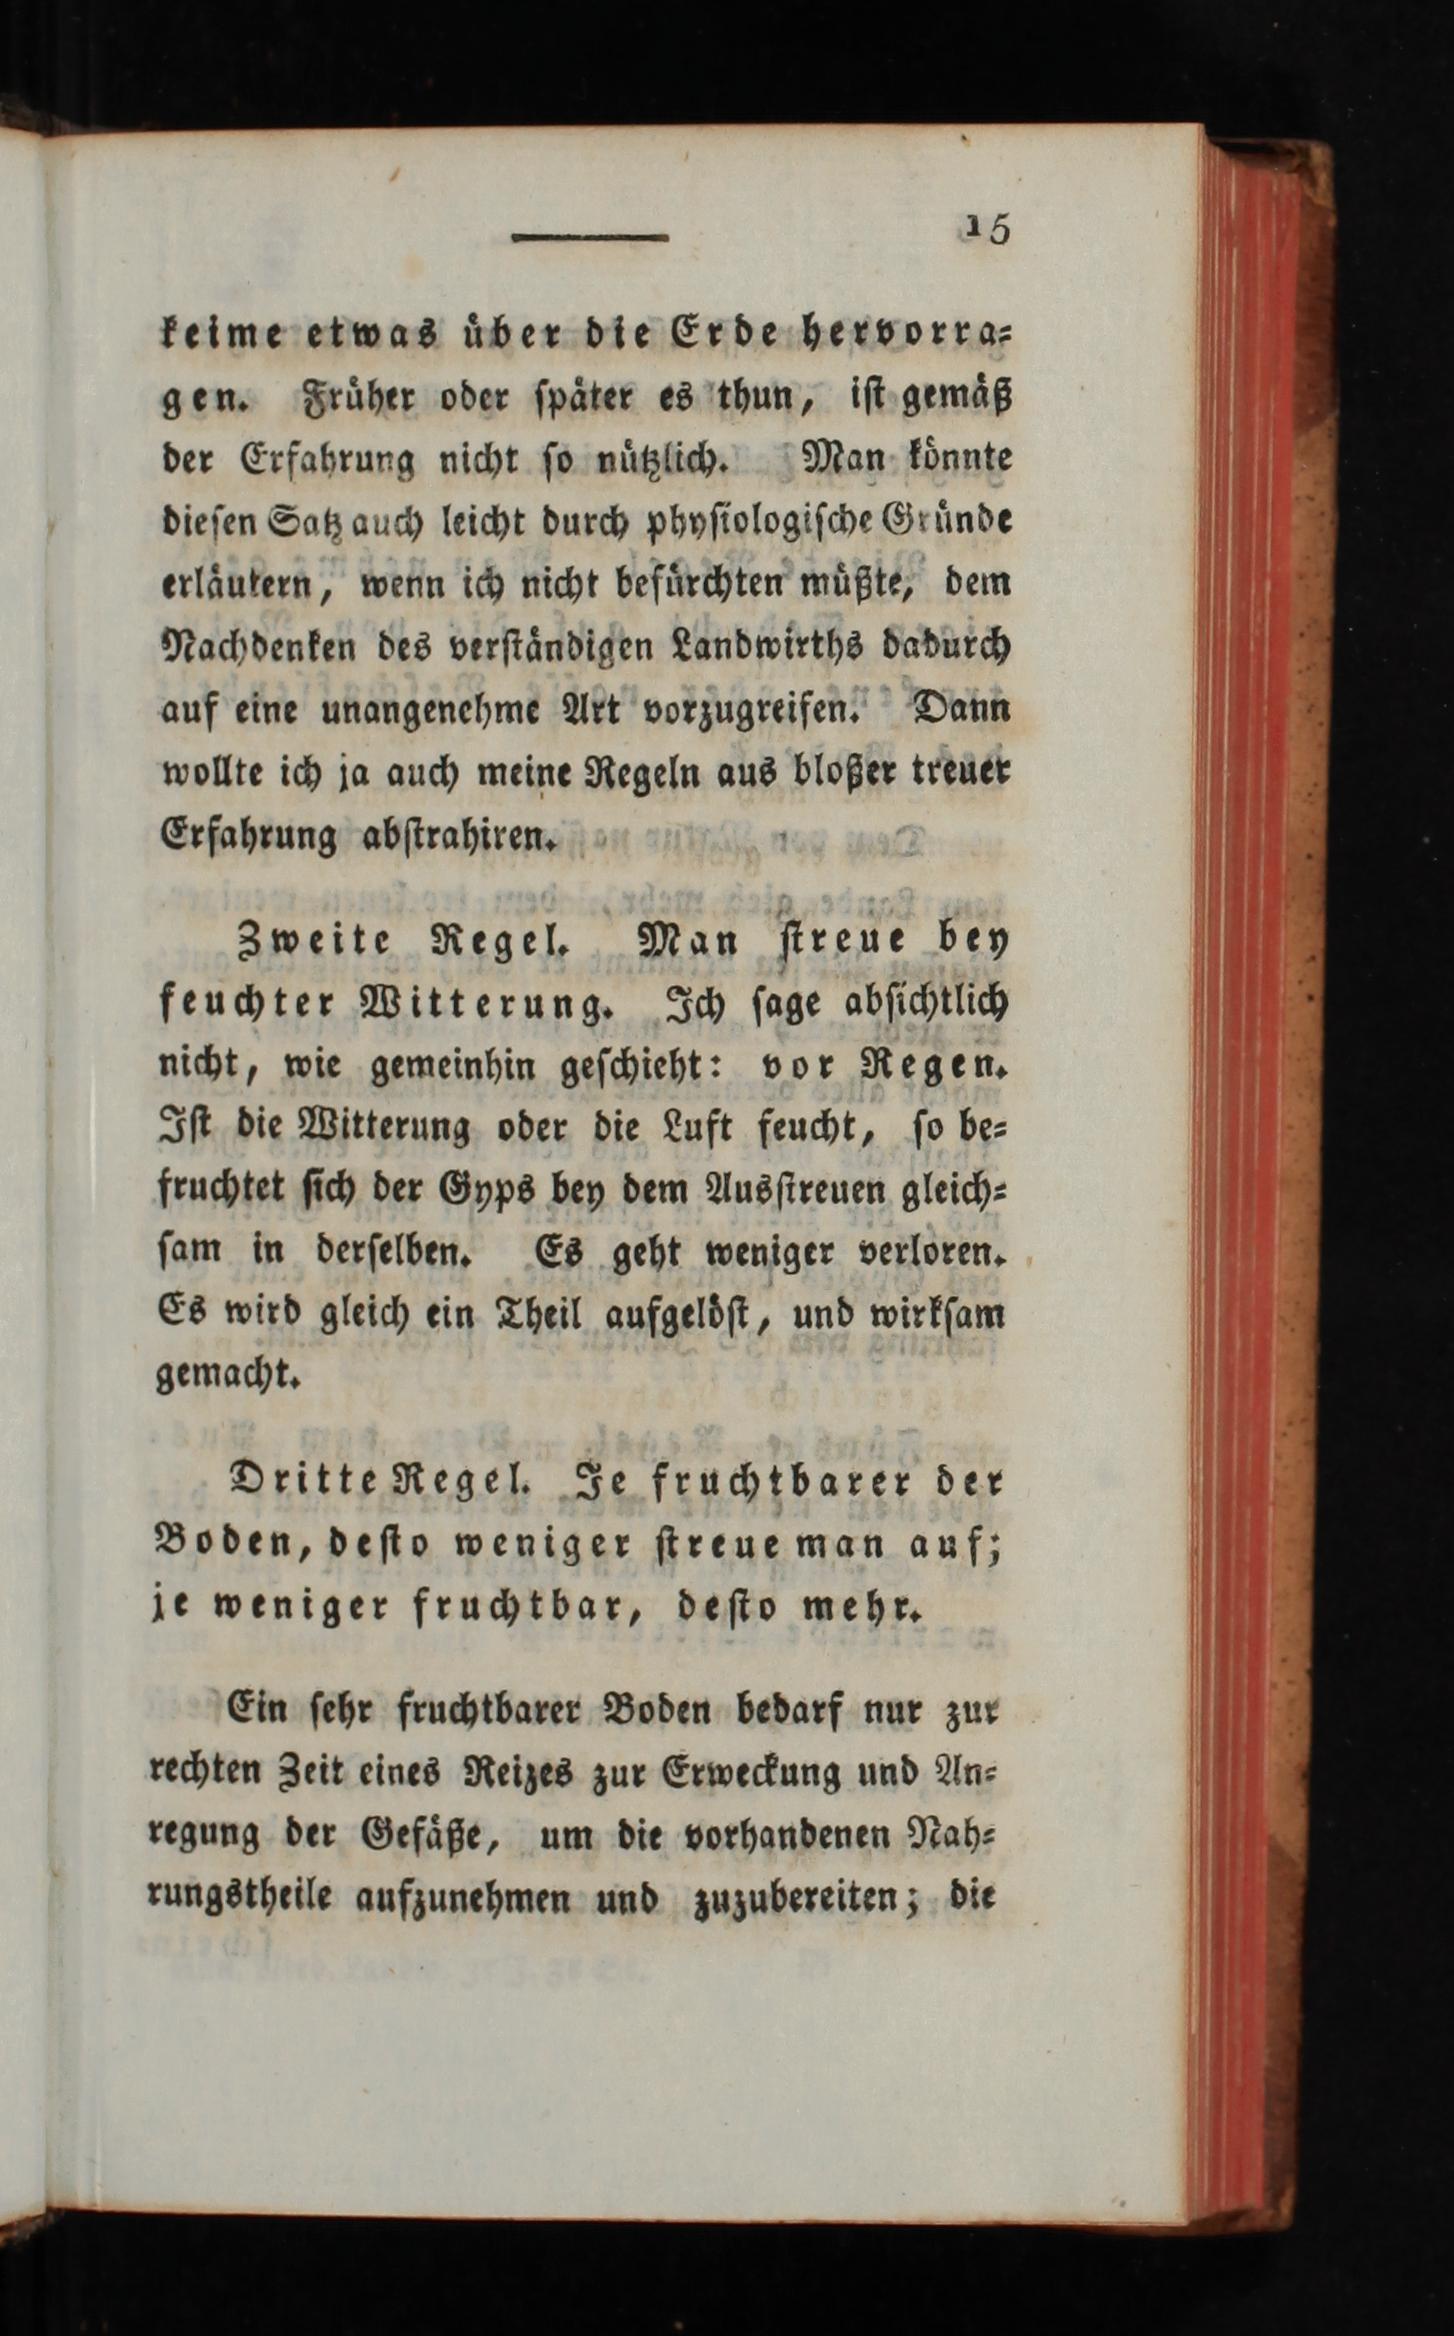 15
keime etwas über die Erde hervorra-
gen. Früher oder später es thun, ist gemäß
der Erfahrung nicht so nützlich. Man könnte
diesen Satz auch leicht durch physiologische Gründe
erläutern, wenn ich nicht befürchten müßte, dem
Nachdenken des verständigen Landwirths dadurch
auf eine unangenehme Art vorzugreifen. Dann
wollte ich ja auch meine Regeln aus bloßer treuer
Erfahrung abstrahiren.
Zweite Regel. Man streue bey
feuchter Witterung. Ich sage absichtlich
nicht, wie gemeinhin geschieht: vor Regen.
Ist die Witterung oder die Luft feucht, so be-
fruchtet sich der Gyps bey dem Ausstreuen gleich-
sam in derselben. Es geht weniger verloren.
Es wird gleich ein Theil aufgelöst, und wirksam
gemacht.
Dritte Regel. Je fruchtbarer der
Boden, desto weniger streue man auf;
je weniger fruchtbar, desto mehr.
Ein sehr fruchtbarer Boden bedarf nur zur
rechten Zeit eines Reizes zur Erweckung und An-
regung der Gefäße, um die vorhandenen Nah-
rungstheile aufzunehmen und zuzubereiten; die